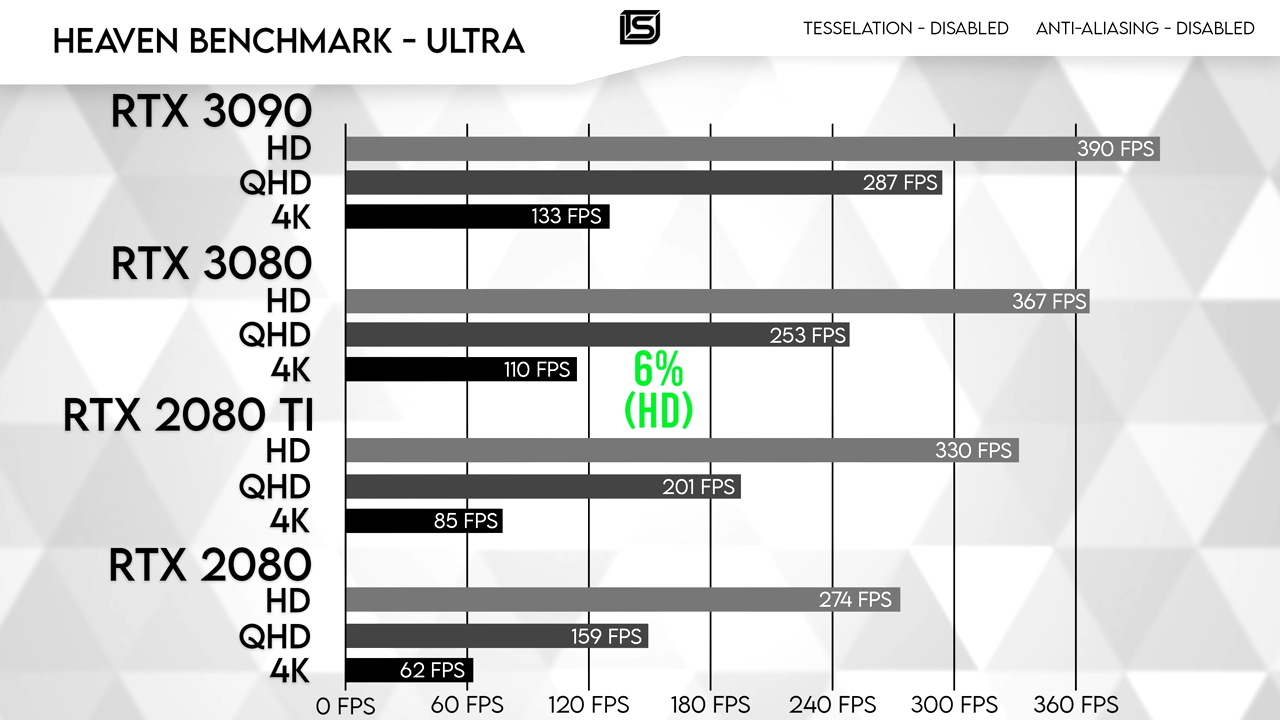 HEAVEN BENCHMARK - ULTRA
TS
TESSELATION - DISABLED ANTI-ALIASING - DISABLED
RTX 3090
HD 390 FPS
QHD 287 FPS
4K 133 FPS
RTX 3080
HD 367 FPS
QHD 253 FPS
4K 110 FPS
6%
(HD)
RTX 2080 TI
HD 330 FPS
QHD 201 FPS
4K 85 FPS
RTX 2080
HD 274 FPS
QHD 159 FPS
4K 62 FPS
0 FPS 60 FPS 120 FPS 180 FPS 240 FPS 300 FPS 360 FPS